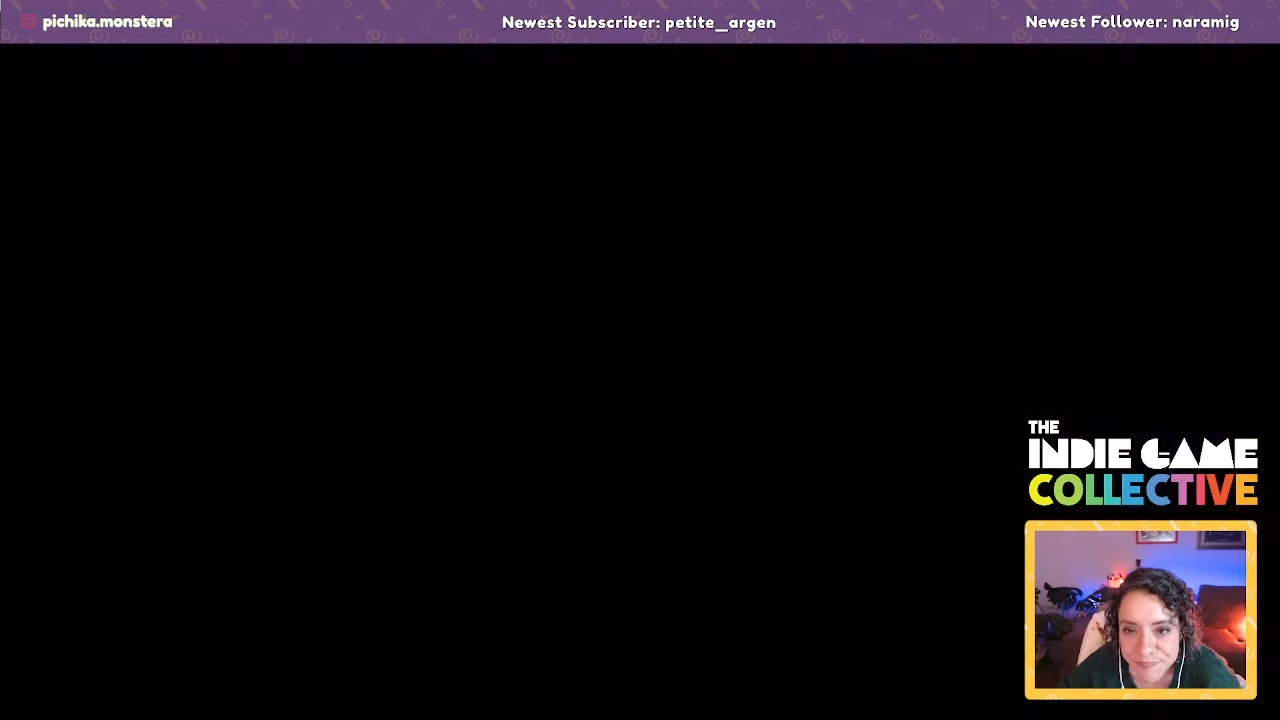 pichika.monstera
Newest Subscriber: petite_argen
Newest Follower: naramig
THE
INDIE GAME
COLLECTIVE